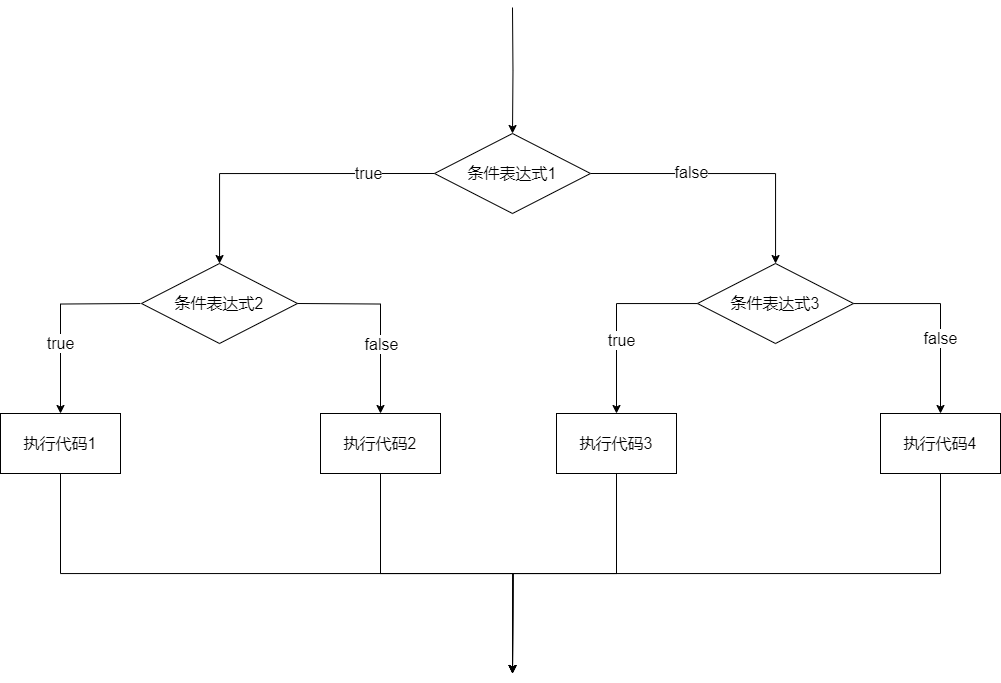 条件表达式1
true
false
条件表达式2
条件表达式3
true
false
true
false
执行代码1
执行代码2
执行代码3
执行代码4